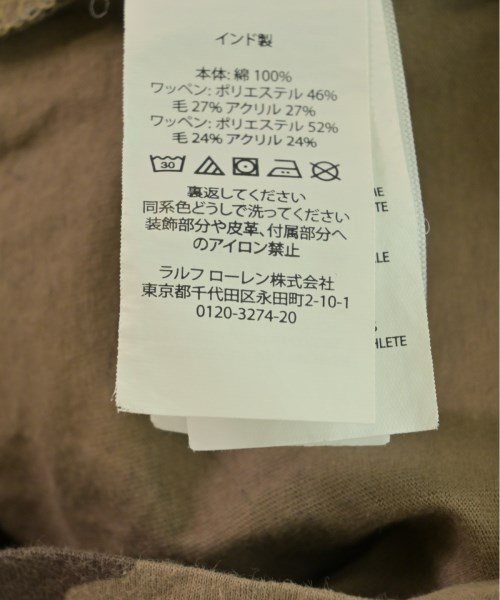 インド製
本体: 綿 100%
ワッペン: ポリエステル 46%
毛 27% アクリル 27%
ワッペン: ポリエステル 52%
毛 24% アクリル 24%
30
裏返してください
同系色どうしで洗ってください
装飾部分や皮革、付属部分へ
のアイロン禁止
ラルフ ローレン株式会社
東京都千代田区永田町2-10-1
0120-3274-20
TE
LE
HLETE